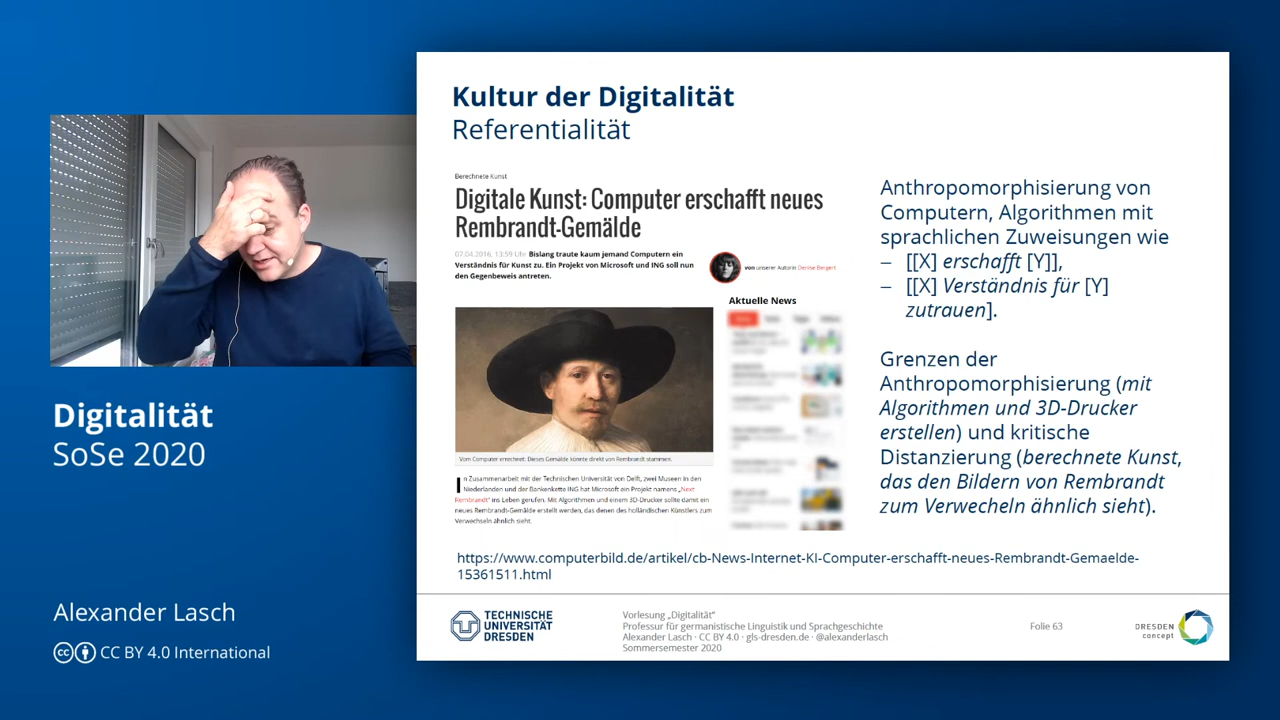 Kultur der Digitalität
Referentialität
Berechnete Kunst
Digitale Kunst: Computer erschafft neues
Rembrandt-Gemälde
07.04.2016, 13:59 Uhr Bislang traute kaum jemand Computern ein
Verständnis für Kunst zu. Ein Projekt von Microsoft und ING soll nun
den Gegenbeweis antreten.
von unserer Autorin Denise Bergert
Aktuelle News
Vom Computer errechnet: Dieses Gemälde könnte direkt von Rembrandt stammen.
In Zusammenarbeit mit der Technischen Universität von Delft, zwei Museen in den
Niederlanden und der Bankenkette ING hat Microsoft ein Projekt namens „Next
Rembrandt“ ins Leben gerufen. Mit Algorithmen und einem 3D-Drucker sollte damit ein
neues Rembrandt-Gemälde erstellt werden, das denen des holländischen Künstlers zum
Verwechseln ähnlich sieht.
Anthropomorphisierung von
Computern, Algorithmen mit
sprachlichen Zuweisungen wie
– [[X] erschafft [Y]],
– [[X] Verständnis für [Y]
zutrauen].
Grenzen der
Anthropomorphisierung (mit
Algorithmen und 3D-Drucker
erstellen) und kritische
Distanzierung (berechnete Kunst,
das den Bildern von Rembrandt
zum Verwecheln ähnlich sieht).
https://www.computerbild.de/artikel/cb-News-Internet-KI-Computer-erschafft-neues-Rembrandt-Gemaelde-
15361511.html
Digitalität
SoSe 2020
Alexander Lasch
CC BY 4.0 International
TECHNISCHE
UNIVERSITÄT
DRESDEN
Vorlesung „Digitalität“
Professur für germanistische Linguistik und Sprachgeschichte
Alexander Lasch · CC BY 4.0 · gls-dresden.de · @alexanderlasch
Sommersemester 2020
Folie 63
DRESDEN
concept